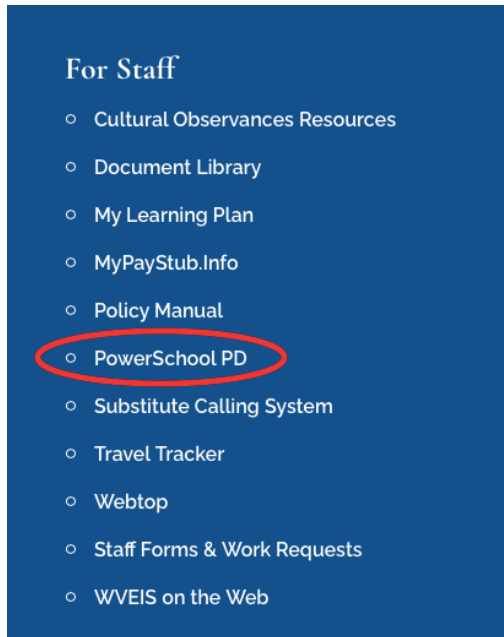 For Staff
Cultural Observances Resources
Document Library
My Learning Plan
MyPayStub.Info
Policy Manual
PowerSchool PD
Substitute Calling System
Travel Tracker
Webtop
Staff Forms & Work Requests
WVEIS on the Web